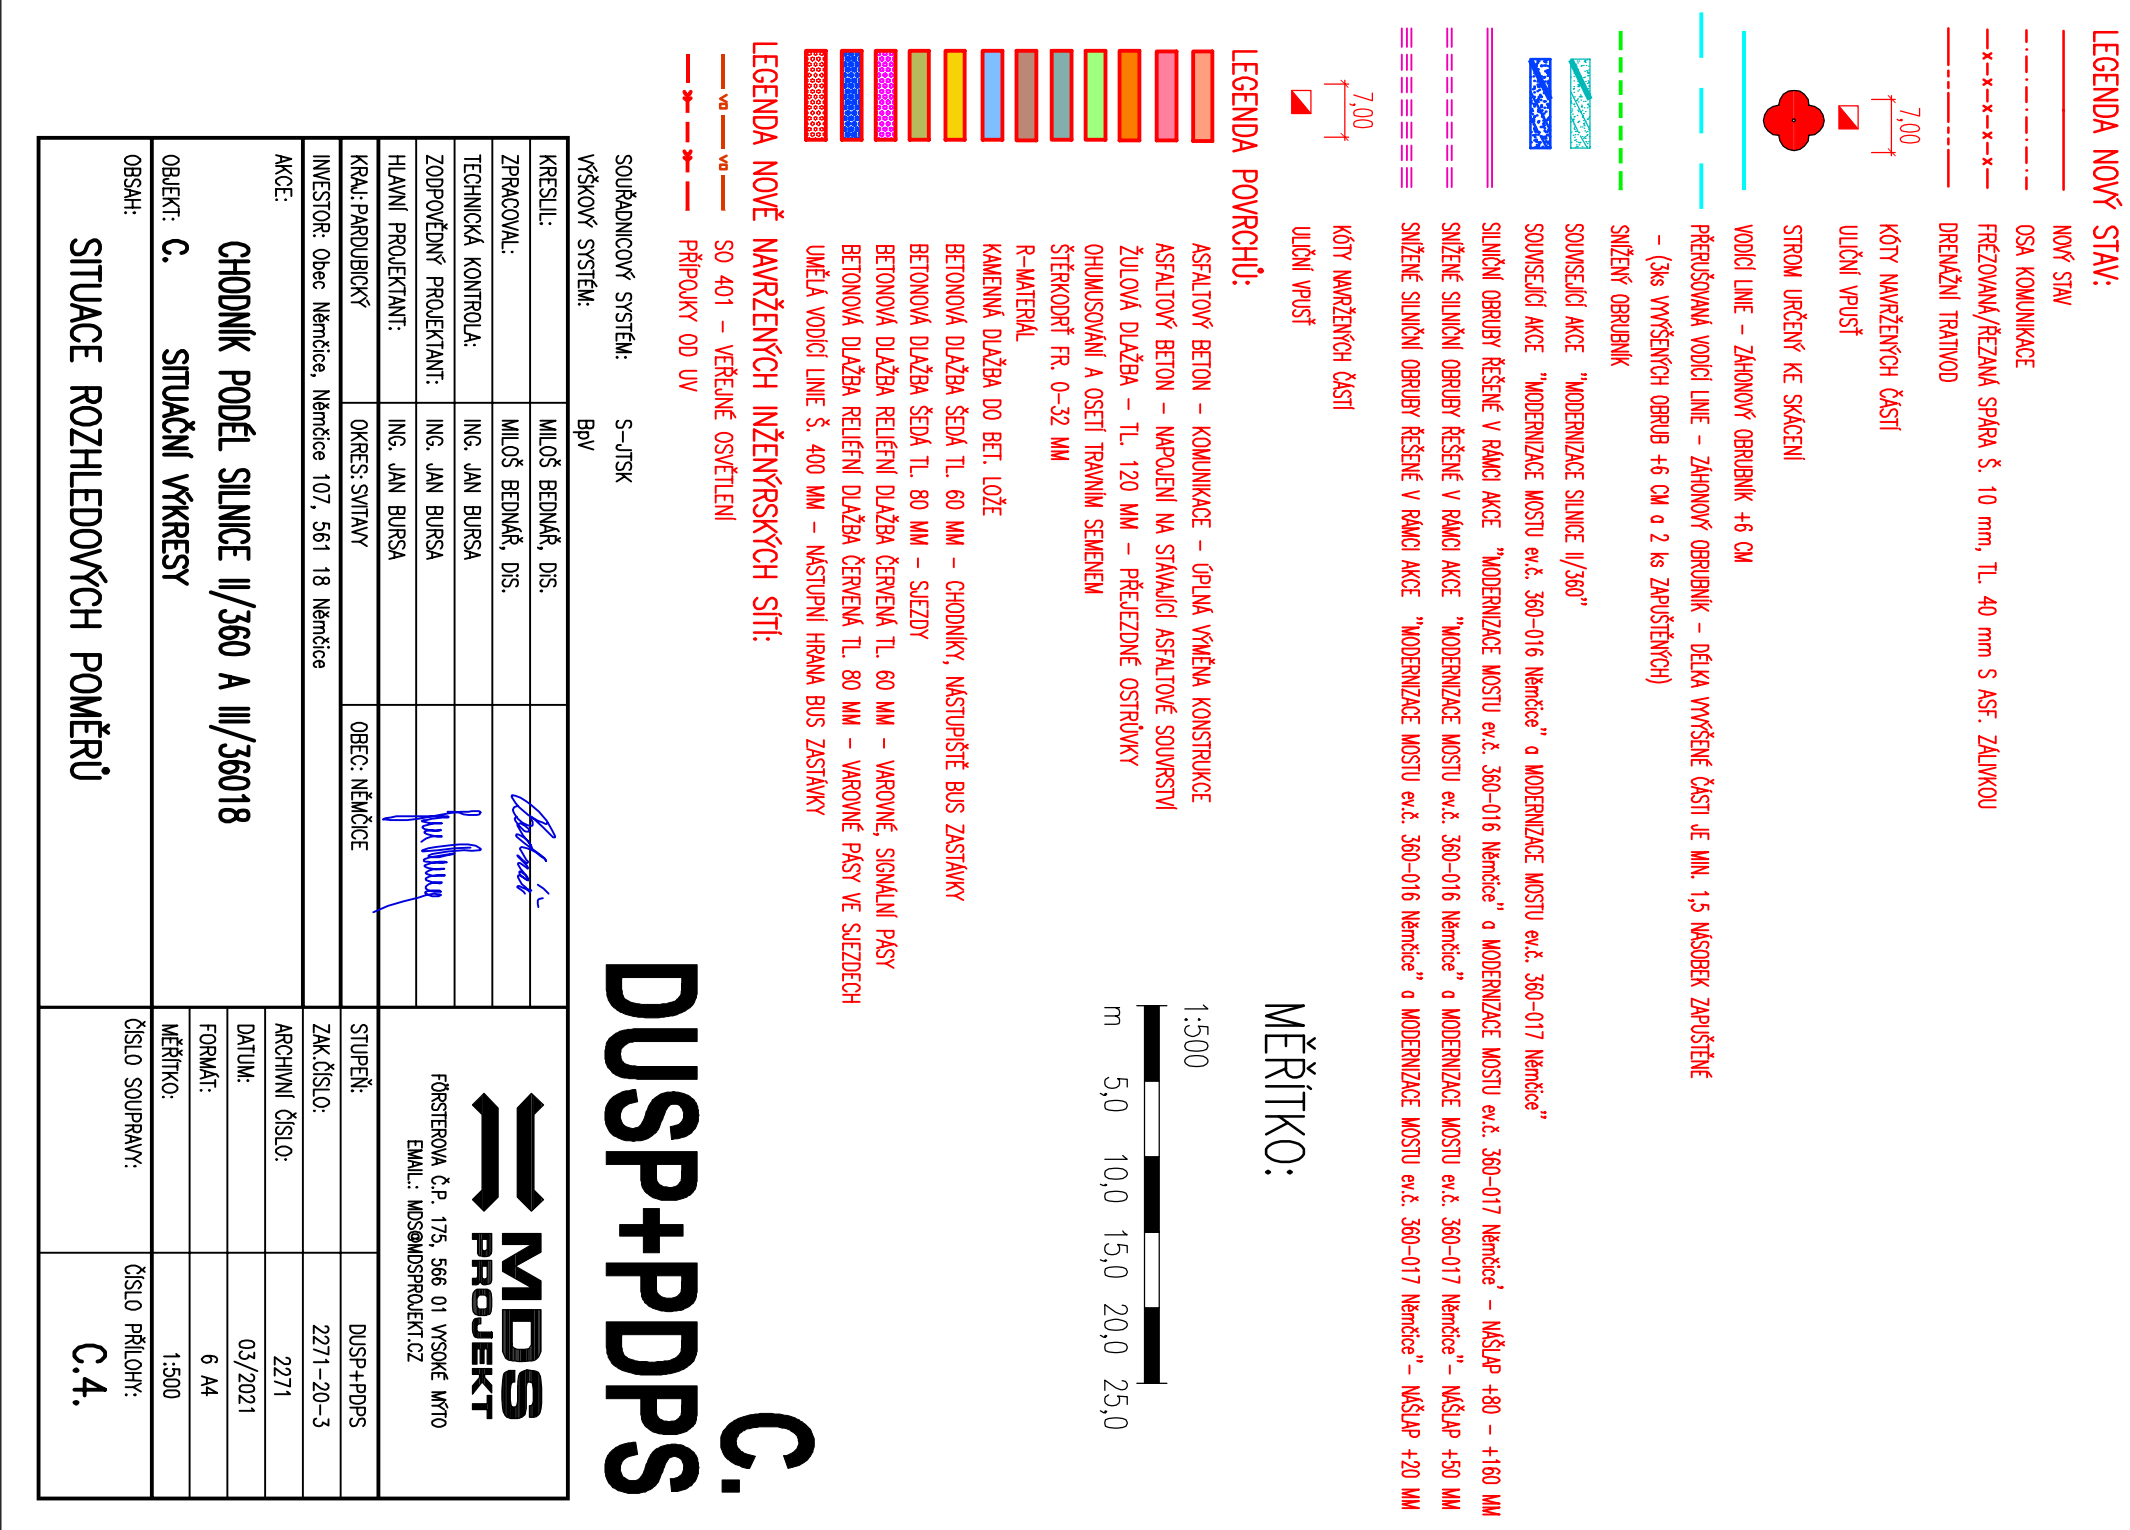 LEGENDA NOVÝ STAV:
NOVÝ STAV
OSA KOMUNIKACE
FRÉZOVANÁ/ŘEZANÁ SPÁRA Š. 10 mm, TL. 40 mm S ASF. ZÁLIVKOU
DRENÁŽNÍ TRATIVOD
7,00
KÓTY NAVRŽENÝCH ČÁSTÍ
ULIČNÍ VPUSŤ
STROM URČENÝ KE SKÁCENÍ
VODÍCÍ LINIE – ZÁHONOVÝ OBRUBNÍK +6 CM
PŘERUŠOVANÁ VODÍCÍ LINIE – ZÁHONOVÝ OBRUBNÍK – DÉLKA VYVÝŠENÉ ČÁSTI JE MIN. 1,5 NÁSOBEK ZAPUŠTĚNÉ
– (3ks VYVÝŠENÝCH OBRUB +6 CM a 2 ks ZAPUŠTĚNÝCH)
SNÍŽENÝ OBRUBNÍK
SOUVSEJÍCÍ AKCE "MODERNIZACE SILNICE II/360"
SOUVSEJÍCÍ AKCE "MODERNIZACE MOSTU ev.č. 360-016 Němčice" a MODERNIZACE MOSTU ev.č. 360-017 Němčice"
SILNIČNÍ OBRUBY ŘEŠENÉ V RÁMCI AKCE "MODERNIZACE MOSTU ev.č. 360-016 Němčice" a MODERNIZACE MOSTU ev.č. 360-017 Němčice' – NÁŠLAP +80 – +160 MM
SNÍŽENÉ SILNIČNÍ OBRUBY ŘEŠENÉ V RÁMCI AKCE "MODERNIZACE MOSTU ev.č. 360-016 Němčice" a MODERNIZACE MOSTU ev.č. 360-017 Němčice" – NÁŠLAP +50 MM
SNÍŽENÉ SILNIČNÍ OBRUBY ŘEŠENÉ V RÁMCI AKCE "MODERNIZACE MOSTU ev.č. 360-016 Němčice" a MODERNIZACE MOSTU ev.č. 360-017 Němčice" – NÁŠLAP +20 MM
7,00
KÓTY NAVRŽENÝCH ČÁSTÍ
ULIČNÍ VPUSŤ
LEGENDA POVRCHŮ:
ASFALTOVÝ BETON – KOMUNIKACE – ÚPLNÁ VÝMĚNA KONSTRUKCE
ASFALTOVÝ BETON – NAPOJENÍ NA STÁVAJÍCÍ ASFALTOVÉ SOUVRSTVÍ
ŽULOVÁ DLAŽBA – TL. 120 MM – PŘEJEZDNÉ OSTRŮVKY
OHUMUSOVÁNÍ A OSETÍ TRAVNÍM SEMENEM
ŠTĚRKODRŤ FR. 0-32 MM
R-MATERIÁL
KAMENNÁ DLAŽBA DO BET. LOŽE
BETONOVÁ DLAŽBA ŠEDÁ TL. 60 MM – CHODNÍKY, NÁSTUPIŠTĚ BUS ZASTÁVKY
BETONOVÁ DLAŽBA ŠEDÁ TL. 80 MM – SJEZDY
BETONOVÁ DLAŽBA RELIÉFNÍ DLAŽBA ČERVENÁ TL. 60 MM – VAROVNÉ, SIGNÁLNÍ PÁSY
BETONOVÁ DLAŽBA RELIÉFNÍ DLAŽBA ČERVENÁ TL. 80 MM – VAROVNÉ PÁSY VE SJEZDECH
UMĚLÁ VODÍCÍ LINIE Š. 400 MM – NÁSTUPNÍ HRANA BUS ZASTÁVKY
LEGENDA NOVĚ NAVRŽENÝCH INŽENÝRSKÝCH SÍTÍ:
SO 401 – VEŘEJNÉ OSVĚTLENÍ
PŘÍPOJKY OD UV
MĚŘÍTKO:
1:500
m 5,0 10,0 15,0 20,0 25,0
C.
DUSP+PDPS
SOUŘADNICOVÝ SYSTÉM: S-JTSK
VÝŠKOVÝ SYSTÉM: BpV
KRESLIL: MILOŠ BEDNÁŘ, DIS.
ZPRACOVAL: MILOŠ BEDNÁŘ, DIS.
TECHNICKÁ KONTROLA: ING. JAN BURSA
ZODPOVĚDNÝ PROJEKTANT: ING. JAN BURSA
HLAVNÍ PROJEKTANT: ING. JAN BURSA
MDS
PROJEKT
FÖRSTEROVA Č.P. 175, 566 01 VYSOKÉ MÝTO
EMAIL.: MDS@MDSPROJEKT.CZ
KRAJ: PARDUBICKÝ OKRES: SVITAVY OBEC: NĚMČICE
INVESTOR: Obec Němčice, Němčice 107, 561 18 Němčice
AKCE:
CHODNÍK PODÉL SILNICE II/360 A III/36018
OBJEKT: C. SITUAČNÍ VÝKRESY
OBSAH:
SITUACE ROZHLEDOVÝCH POMĚRŮ
STUPEŇ: DUSP+PDPS
ZAK.ČÍSLO: 2271-20-3
ARCHIVNÍ ČÍSLO: 2271
DATUM: 03/2021
FORMÁT: 6 A4
MĚŘÍTKO: 1:500
ČÍSLO SOUPRAVY:
ČÍSLO PŘÍLOHY:
C.4.